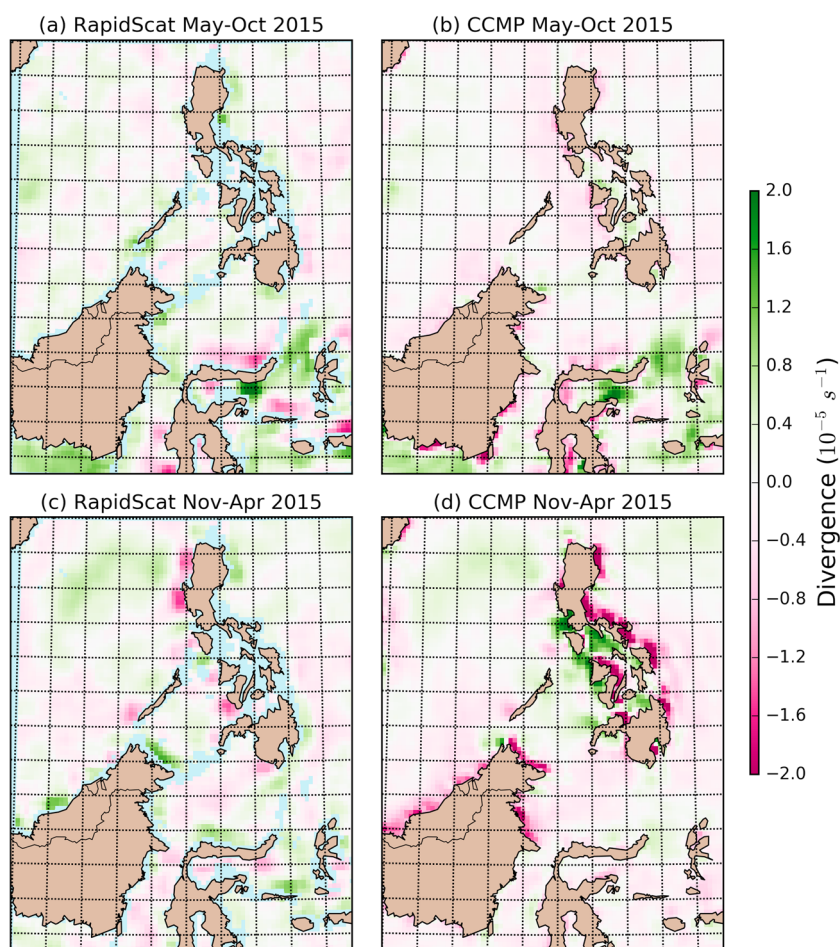 (a) RapidScat May-Oct 2015
(b) CCMP May-Oct 2015
(c) RapidScat Nov-Apr 2015
(d) CCMP Nov-Apr 2015
2.0
1.6
1.2
0.8
0.4
0.0
−0.4
−0.8
−1.2
−1.6
−2.0
Divergence (10⁻⁵ s⁻¹)